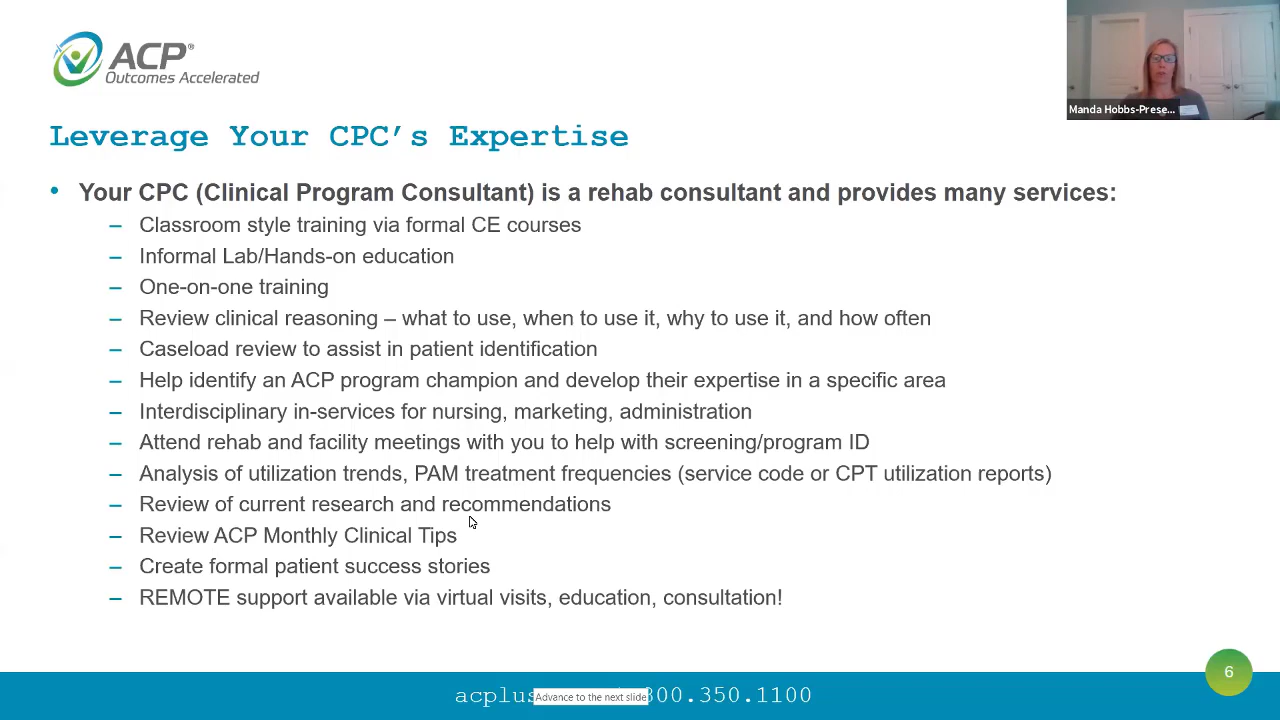 ACP®
Outcomes Accelerated
Manda Hobbs-Prese...
Leverage Your CPC's Expertise
• Your CPC (Clinical Program Consultant) is a rehab consultant and provides many services:
– Classroom style training via formal CE courses
– Informal Lab/Hands-on education
– One-on-one training
– Review clinical reasoning – what to use, when to use it, why to use it, and how often
– Caseload review to assist in patient identification
– Help identify an ACP program champion and develop their expertise in a specific area
– Interdisciplinary in-services for nursing, marketing, administration
– Attend rehab and facility meetings with you to help with screening/program ID
– Analysis of utilization trends, PAM treatment frequencies (service code or CPT utilization reports)
– Review of current research and recommendations
– Review ACP Monthly Clinical Tips
– Create formal patient success stories
– REMOTE support available via virtual visits, education, consultation!
6
acplus Advance to the next slide 800.350.1100